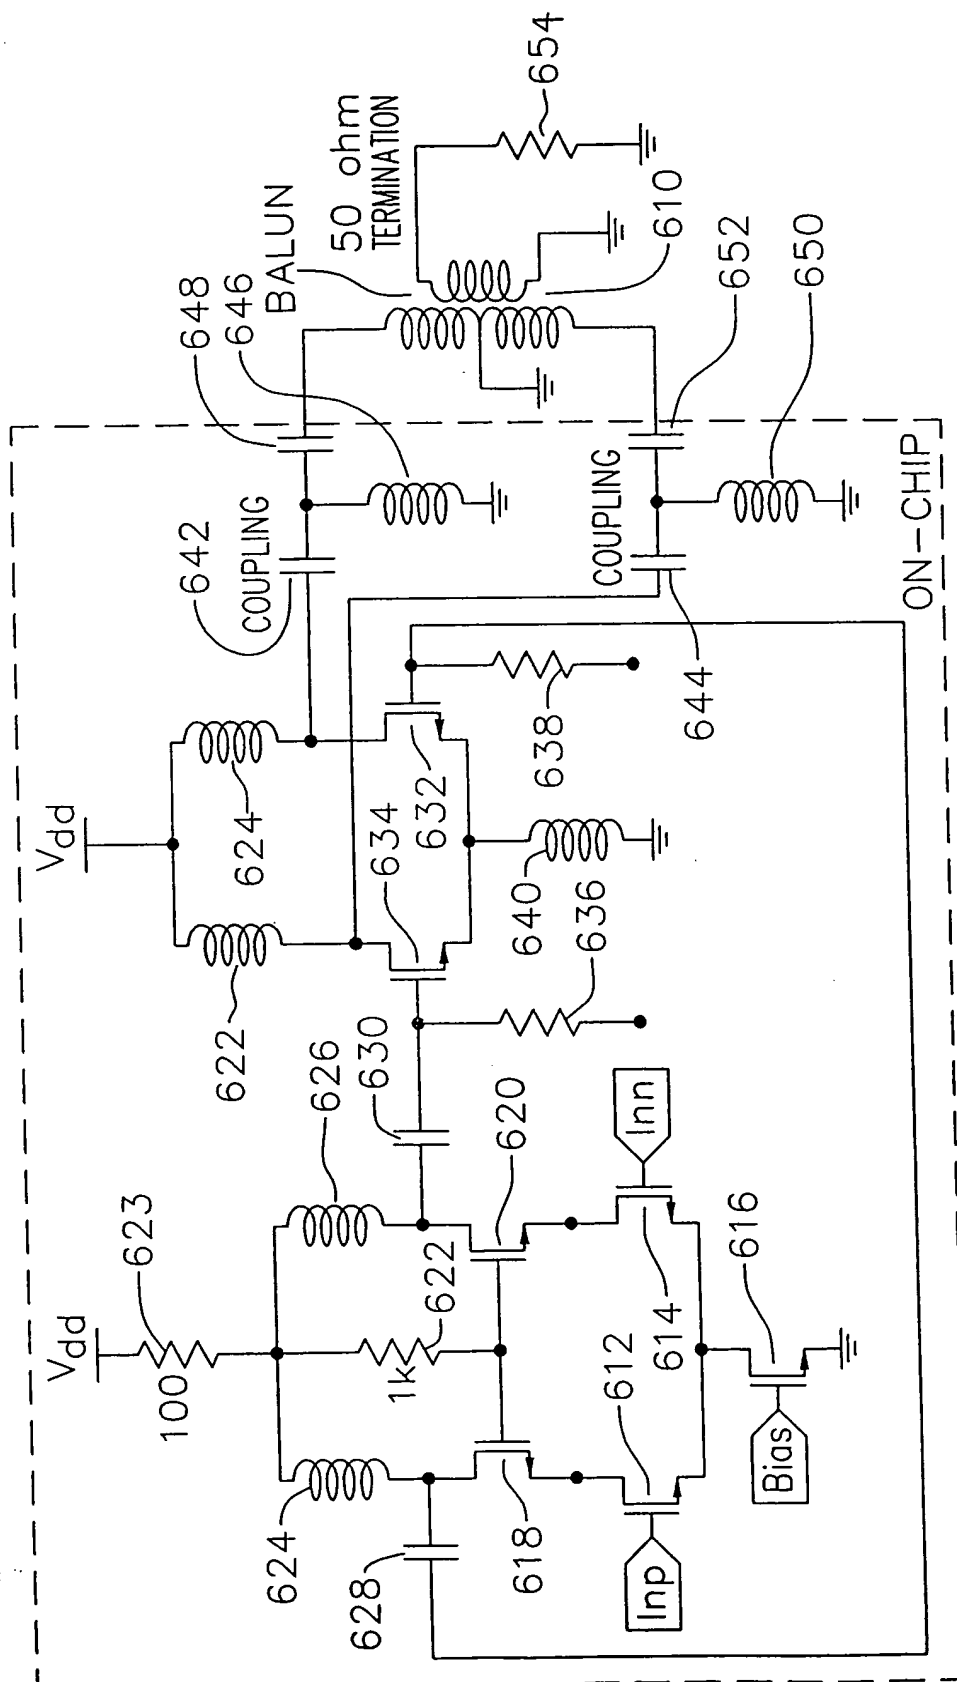 Vdd
623
100
624
626
622
1k
628
630
618
620
612
614
Inp
Inn
Bias
616
Vdd
622
624
634
632
636
638
640
642
COUPLING
648
646
COUPLING
644
652
650
BALUN
610
50 ohm
TERMINATION
654
ON-CHIP